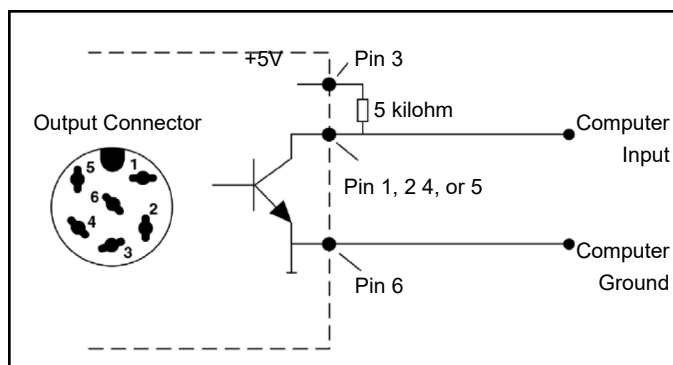 +5V
Pin 3
5 kilohm
Output Connector
Computer
Input
5
1
Pin 1, 2 4, or 5
6
4
2
3
Computer
Ground
Pin 6